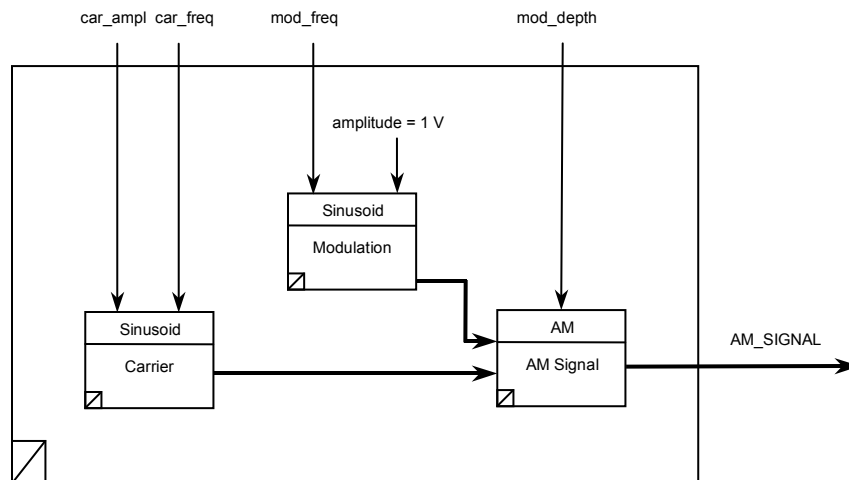 car_ampl car_freq mod_freq mod_depth
amplitude = 1 V
Sinusoid
Modulation
Sinusoid
Carrier
AM
AM Signal
AM_SIGNAL